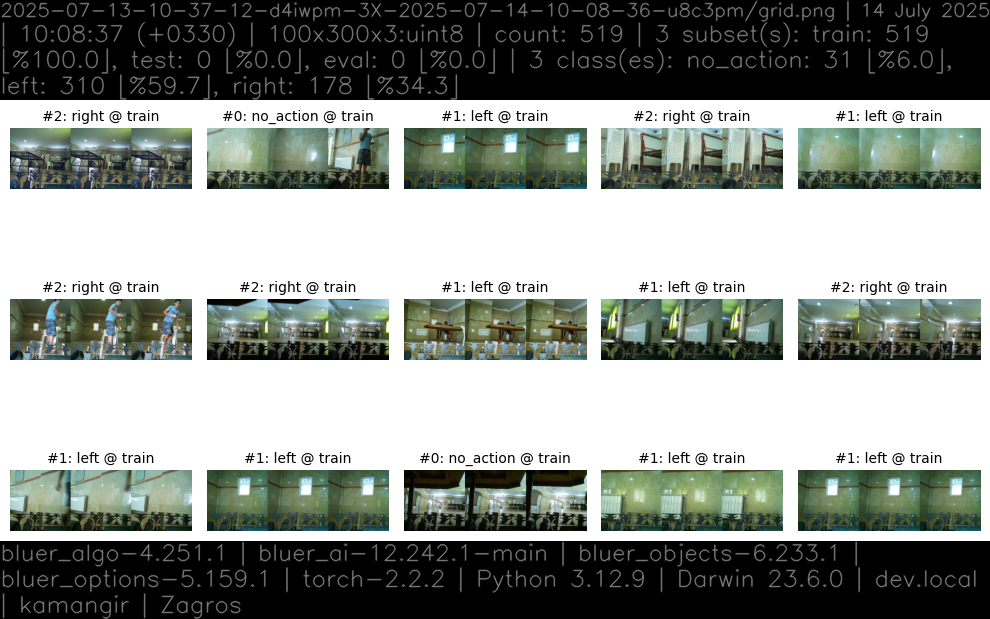 2025-07-13-10-37-12-d4iwpm-3X-2025-07-14-10-08-36-u8c3pm/grid.png | 14 July 2025
| 10:08:37 (+0330) | 100x300x3:uint8 | count: 519 | 3 subset(s): train: 519
[%100.0], test: 0 [%0.0], eval: 0 [%0.0] | 3 class(es): no_action: 31 [%6.0],
left: 310 [%59.7], right: 178 [%34.3]
#2: right @ train
#0: no_action @ train
#1: left @ train
#2: right @ train
#1: left @ train
#2: right @ train
#2: right @ train
#1: left @ train
#1: left @ train
#2: right @ train
#1: left @ train
#1: left @ train
#0: no_action @ train
#1: left @ train
#1: left @ train
bluer_algo-4.251.1 | bluer_ai-12.242.1-main | bluer_objects-6.233.1 |
bluer_options-5.159.1 | torch-2.2.2 | Python 3.12.9 | Darwin 23.6.0 | dev.local
| kamangir | Zagros